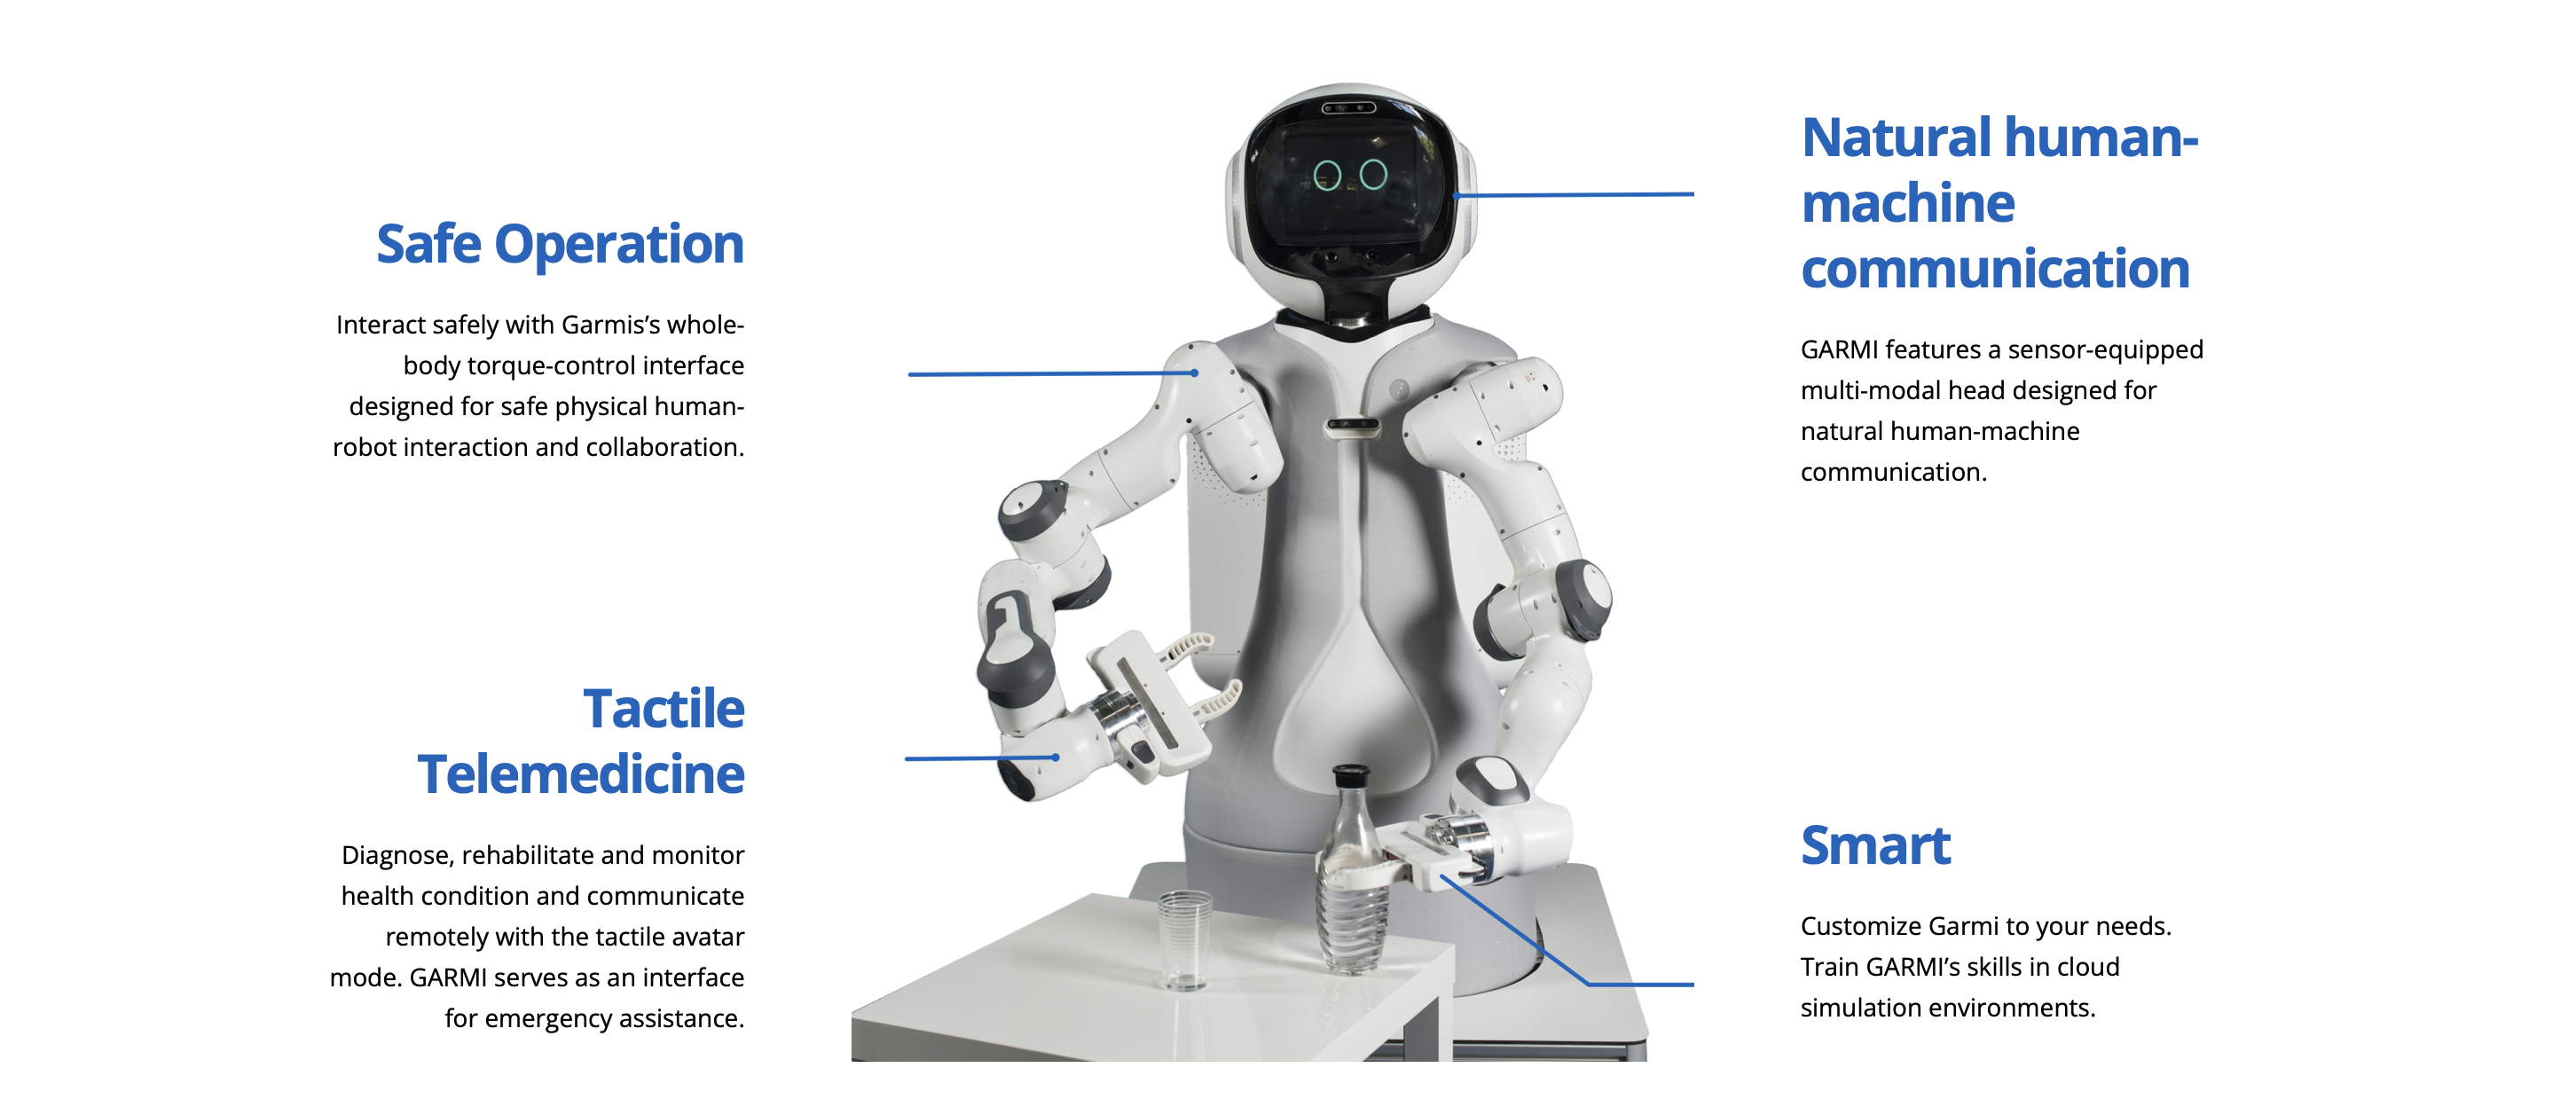 Safe Operation
Interact safely with Garmis’s whole-
body torque-control interface
designed for safe physical human-
robot interaction and collaboration.
Tactile
Telemedicine
Diagnose, rehabilitate and monitor
health condition and communicate
remotely with the tactile avatar
mode. GARMI serves as an interface
for emergency assistance.
Natural human-
machine
communication
GARMI features a sensor-equipped
multi-modal head designed for
natural human-machine
communication.
Smart
Customize Garmi to your needs.
Train GARMI’s skills in cloud
simulation environments.